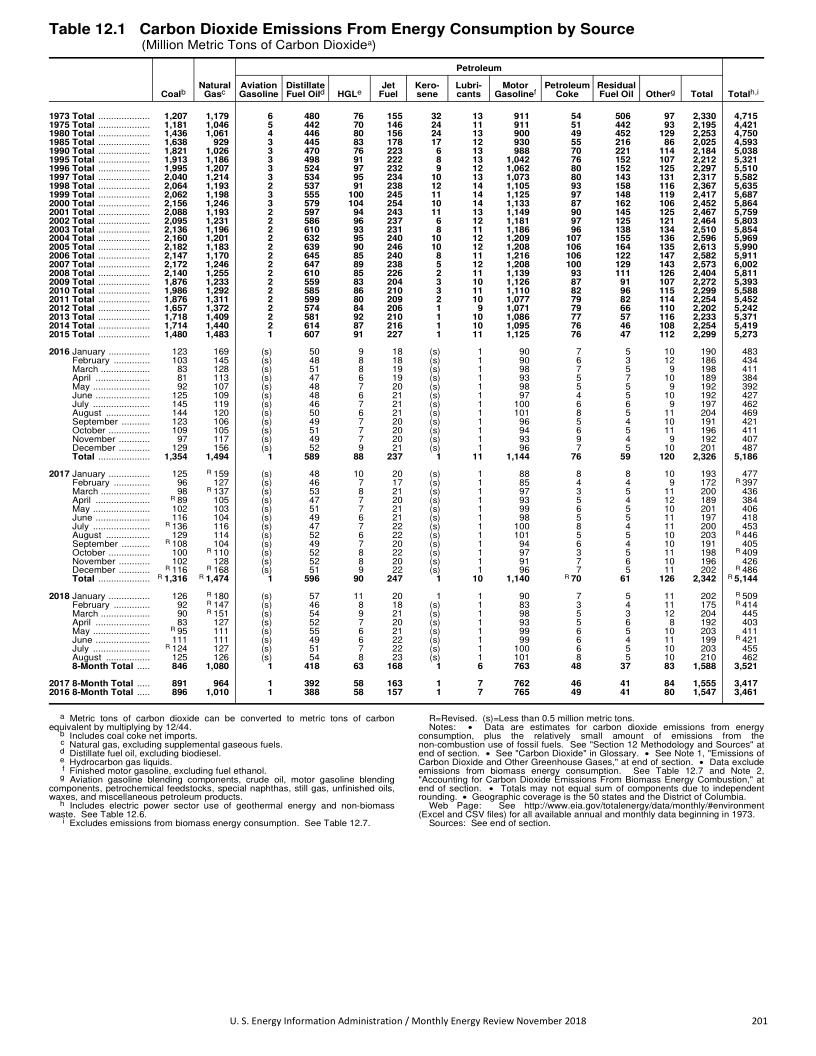 Table 12.1 Carbon Dioxide Emissions From Energy Consumption by Source
(Million Metric Tons of Carbon Dioxideª)
Petroleum
Coalᵇ Natural Gasᶜ Aviation Gasoline Distillate Fuel Oilᵈ HGLᵉ Jet Fuel Kero-sene Lubri-cants Motor Gasolineᶠ Petroleum Coke Residual Fuel Oil Otherᵍ Total Totalʰ,ⁱ
1973 Total .................... 1,207 1,179 6 480 76 155 32 13 911 54 506 97 2,330 4,715
1975 Total .................... 1,181 1,046 5 442 70 146 24 11 911 51 442 93 2,195 4,421
1980 Total .................... 1,436 1,061 4 446 80 156 24 13 900 49 452 129 2,253 4,750
1985 Total .................... 1,638 929 3 445 83 178 17 12 930 55 216 86 2,025 4,593
1990 Total .................... 1,821 1,026 3 470 76 223 6 13 988 70 221 114 2,184 5,038
1995 Total .................... 1,913 1,186 3 498 91 222 8 13 1,042 76 152 107 2,212 5,321
1996 Total .................... 1,995 1,207 3 524 97 232 9 12 1,062 80 152 125 2,297 5,510
1997 Total .................... 2,040 1,214 3 534 95 234 10 13 1,073 80 143 131 2,317 5,582
1998 Total .................... 2,064 1,193 2 537 91 238 12 14 1,105 93 158 116 2,367 5,635
1999 Total .................... 2,062 1,198 3 555 100 245 11 14 1,125 97 148 119 2,417 5,687
2000 Total .................... 2,156 1,246 3 579 104 254 10 14 1,133 87 162 106 2,452 5,864
2001 Total .................... 2,088 1,193 2 597 94 243 11 13 1,149 90 145 125 2,467 5,759
2002 Total .................... 2,095 1,231 2 586 96 237 6 12 1,181 97 125 121 2,464 5,803
2003 Total .................... 2,136 1,196 2 610 93 231 8 11 1,186 96 138 134 2,510 5,854
2004 Total .................... 2,160 1,201 2 632 95 240 10 12 1,209 107 155 136 2,596 5,969
2005 Total .................... 2,182 1,183 2 639 90 246 10 12 1,208 106 164 135 2,613 5,990
2006 Total .................... 2,147 1,170 2 645 85 240 8 11 1,216 106 122 147 2,582 5,911
2007 Total .................... 2,172 1,246 2 647 89 238 5 12 1,208 100 129 143 2,573 6,002
2008 Total .................... 2,140 1,255 2 610 85 226 2 11 1,139 93 111 126 2,404 5,811
2009 Total .................... 1,876 1,233 2 559 83 204 3 10 1,126 87 91 107 2,272 5,393
2010 Total .................... 1,986 1,292 2 585 86 210 3 11 1,110 82 96 115 2,299 5,588
2011 Total .................... 1,876 1,311 2 599 80 209 2 10 1,077 79 82 114 2,254 5,452
2012 Total .................... 1,657 1,372 2 574 84 206 1 9 1,071 79 66 110 2,202 5,242
2013 Total .................... 1,718 1,409 2 581 92 210 1 10 1,086 77 57 116 2,233 5,371
2014 Total .................... 1,714 1,440 2 614 87 216 1 10 1,095 76 46 108 2,254 5,419
2015 Total .................... 1,480 1,483 1 607 91 227 1 11 1,125 76 47 112 2,299 5,273
2016 January ................ 123 169 (s) 50 9 18 (s) 1 90 7 5 10 190 483
February .............. 103 145 (s) 48 8 18 (s) 1 90 6 3 12 186 434
March ................... 83 128 (s) 51 8 19 (s) 1 98 7 5 9 198 411
April ..................... 81 113 (s) 47 6 19 (s) 1 93 5 7 10 189 384
May ...................... 92 107 (s) 48 7 20 (s) 1 98 5 5 9 192 392
June ..................... 125 109 (s) 48 6 21 (s) 1 97 4 5 10 192 427
July ...................... 145 119 (s) 46 7 21 (s) 1 100 6 6 9 197 462
August ................. 144 120 (s) 50 6 21 (s) 1 101 8 5 11 204 469
September ........... 123 106 (s) 49 7 20 (s) 1 96 5 4 10 191 421
October ................ 109 105 (s) 51 7 20 (s) 1 94 6 5 11 196 411
November ............ 97 117 (s) 49 7 20 (s) 1 93 9 4 9 192 407
December ............ 129 156 (s) 52 9 21 (s) 1 96 7 5 10 201 487
Total .................. 1,354 1,494 1 589 88 237 1 11 1,144 76 59 120 2,326 5,186
2017 January ................ 125 R 159 (s) 48 10 20 (s) 1 88 8 8 10 193 477
February .............. 96 127 (s) 46 7 17 (s) 1 85 4 4 9 172 R 397
March ................... 98 R 137 (s) 53 8 21 (s) 1 97 3 5 11 200 436
April ..................... R 89 105 (s) 47 7 20 (s) 1 93 5 4 12 189 384
May ...................... 102 103 (s) 51 7 21 (s) 1 99 6 5 10 201 406
June ..................... 116 104 (s) 49 6 21 (s) 1 98 5 5 11 197 418
July ...................... R 136 116 (s) 47 7 22 (s) 1 100 8 4 11 200 453
August ................. 129 114 (s) 52 6 22 (s) 1 101 5 5 10 203 R 446
September ........... R 108 104 (s) 49 7 20 (s) 1 94 6 4 10 191 405
October ................ 100 R 110 (s) 52 8 22 (s) 1 97 3 5 11 198 R 409
November ............ 102 128 (s) 52 8 20 (s) 1 91 7 6 10 196 426
December ............ R 116 R 168 (s) 51 9 22 (s) 1 96 7 5 11 202 R 486
Total .................. R 1,316 R 1,474 1 596 90 247 1 10 1,140 R 70 61 126 2,342 R 5,144
2018 January ................ 126 R 180 (s) 57 11 20 1 1 90 7 5 11 202 R 509
February .............. 92 R 147 (s) 46 8 18 (s) 1 83 3 4 11 175 R 414
March ................... 90 R 151 (s) 54 9 21 (s) 1 98 5 3 12 204 445
April ..................... 83 127 (s) 52 7 20 (s) 1 93 5 6 8 192 403
May ...................... R 95 111 (s) 55 6 21 (s) 1 99 6 5 10 203 411
June ..................... 111 111 (s) 49 6 22 (s) 1 99 6 4 11 199 R 421
July ...................... R 124 127 (s) 51 7 22 (s) 1 100 6 5 10 203 455
August ................. 125 126 (s) 54 8 23 (s) 1 101 8 5 10 210 462
8-Month Total ..... 846 1,080 1 418 63 168 1 6 763 48 37 83 1,588 3,521
2017 8-Month Total ..... 891 964 1 392 58 163 1 7 762 46 41 84 1,555 3,417
2016 8-Month Total ..... 896 1,010 1 388 58 157 1 7 765 49 41 80 1,547 3,461
a Metric tons of carbon dioxide can be converted to metric tons of carbon
equivalent by multiplying by 12/44.
b Includes coal coke net imports.
c Natural gas, excluding supplemental gaseous fuels.
d Distillate fuel oil, excluding biodiesel.
e Hydrocarbon gas liquids.
f Finished motor gasoline, excluding fuel ethanol.
g Aviation gasoline blending components, crude oil, motor gasoline blending
components, petrochemical feedstocks, special naphthas, still gas, unfinished oils,
waxes, and miscellaneous petroleum products.
h Includes electric power sector use of geothermal energy and non-biomass
waste. See Table 12.6.
i Excludes emissions from biomass energy consumption. See Table 12.7.
R=Revised. (s)=Less than 0.5 million metric tons.
Notes: • Data are estimates for carbon dioxide emissions from energy
consumption, plus the relatively small amount of emissions from the
non-combustion use of fossil fuels. See "Section 12 Methodology and Sources" at
end of section. • See "Carbon Dioxide" in Glossary. • See Note 1, "Emissions of
Carbon Dioxide and Other Greenhouse Gases," at end of section. • Data exclude
emissions from biomass energy consumption. See Table 12.7 and Note 2,
"Accounting for Carbon Dioxide Emissions From Biomass Energy Combustion," at
end of section. • Totals may not equal sum of components due to independent
rounding. • Geographic coverage is the 50 states and the District of Columbia.
Web Page: See http://www.eia.gov/totalenergy/data/monthly/#environment
(Excel and CSV files) for all available annual and monthly data beginning in 1973.
Sources: See end of section.
U. S. Energy Information Administration / Monthly Energy Review November 2018 201